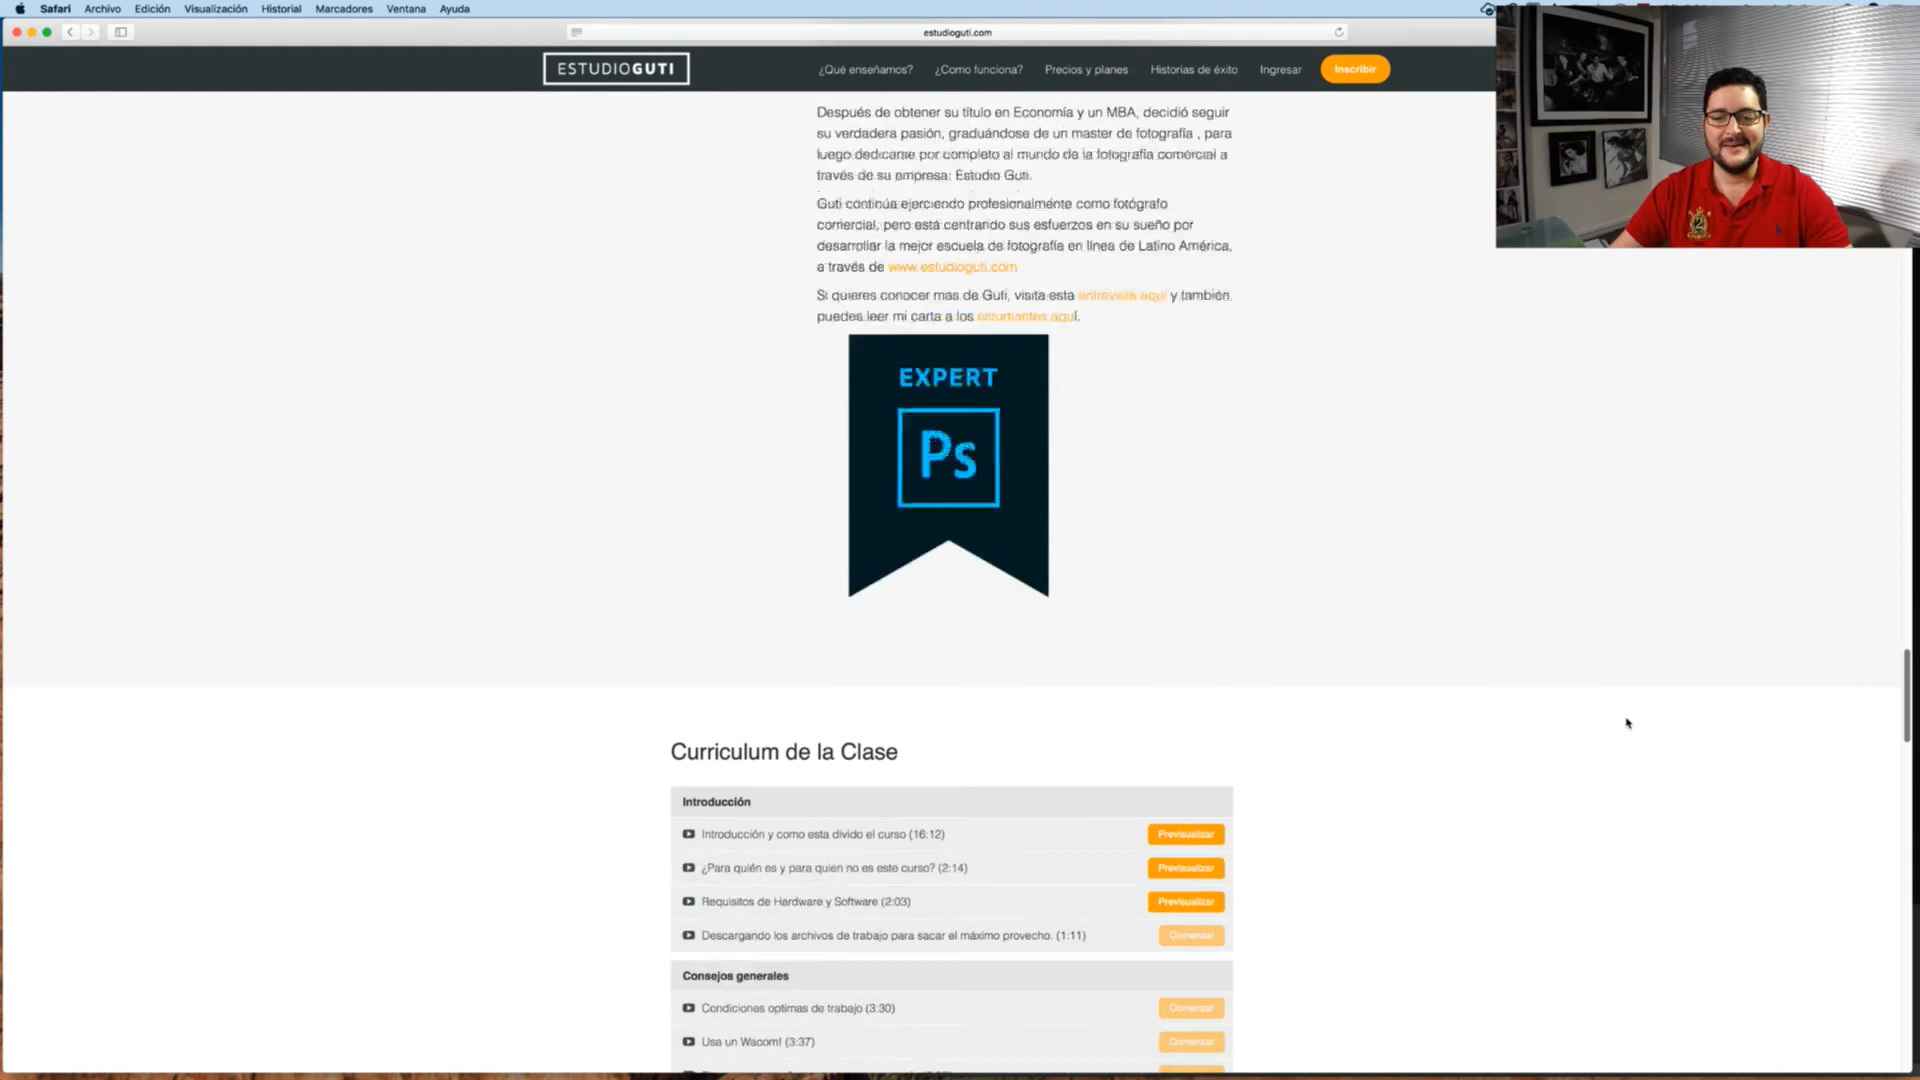 Safari Archivo Edición Visualización Historial Marcadores Ventana Ayuda
estudioguti.com
ESTUDIOGUTI ¿Qué enseñamos? ¿Como funciona? Precios y planes Historias de éxito Ingresar Inscribir
Después de obtener su título en Economía y un MBA, decidió seguir
su verdadera pasión, graduándose de un master de fotografía , para
luego dedicarse por completo al mundo de la fotografía comercial a
través de su empresa: Estudio Guti.
Guti continúa ejerciendo profesionalmente como fotógrafo
comercial, pero está centrando sus esfuerzos en su sueño por
desarrollar la mejor escuela de fotografía en línea de Latino América,
a través de www.estudioguti.com
Si quieres conocer mas de Guti, visita esta entrevista aquí y también
puedes leer mi carta a los estudiantes aquí.
EXPERT
Ps
Curriculum de la Clase
Introducción
Introducción y como esta divido el curso (16:12) Previsualizar
¿Para quién es y para quien no es este curso? (2:14) Previsualizar
Requisitos de Hardware y Software (2:03) Previsualizar
Descargando los archivos de trabajo para sacar el máximo provecho. (1:11) Comenzar
Consejos generales
Condiciones optimas de trabajo (3:30) Comenzar
Usa un Wacom! (3:37) Comenzar